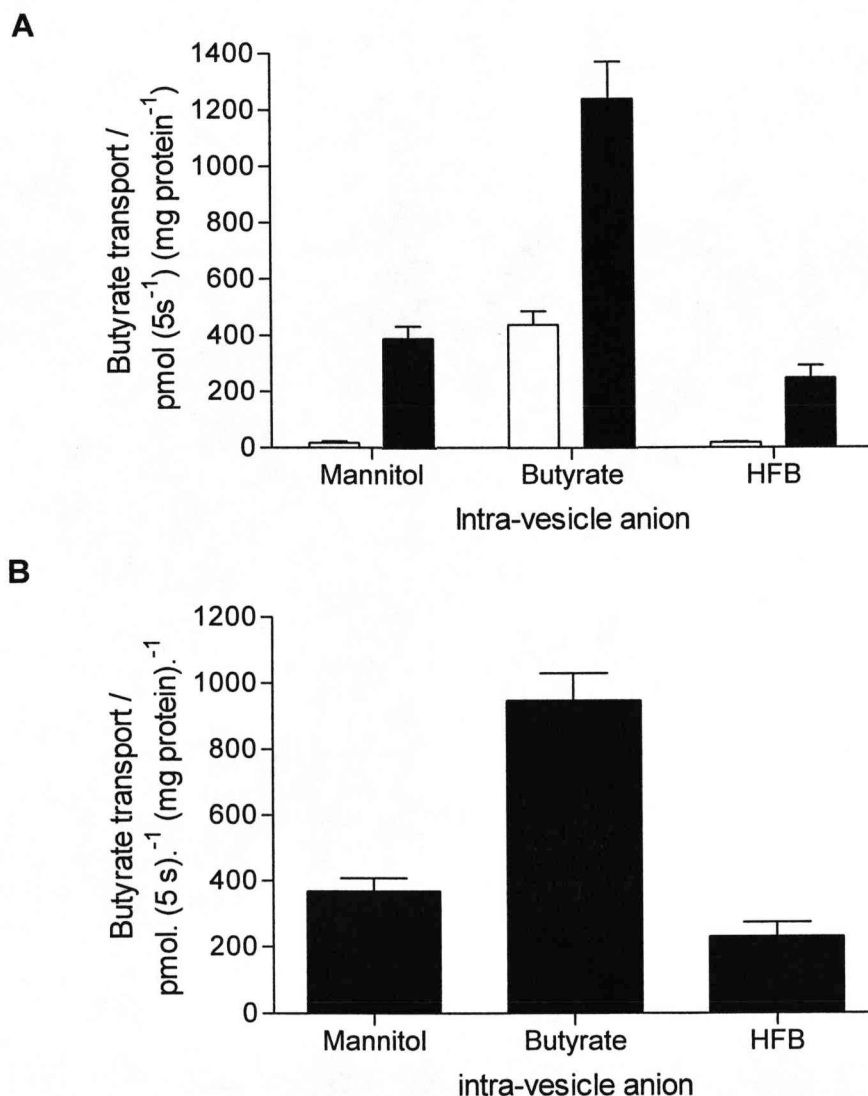 A
Butyrate transport /
pmol (5s⁻¹) (mg protein⁻¹)
1400
1200
1000
800
600
400
200
0
Mannitol Butyrate HFB
Intra-vesicle anion
B
Butyrate transport /
pmol. (5 s).⁻¹ (mg protein).⁻¹
1200
1000
800
600
400
200
0
Mannitol Butyrate HFB
intra-vesicle anion